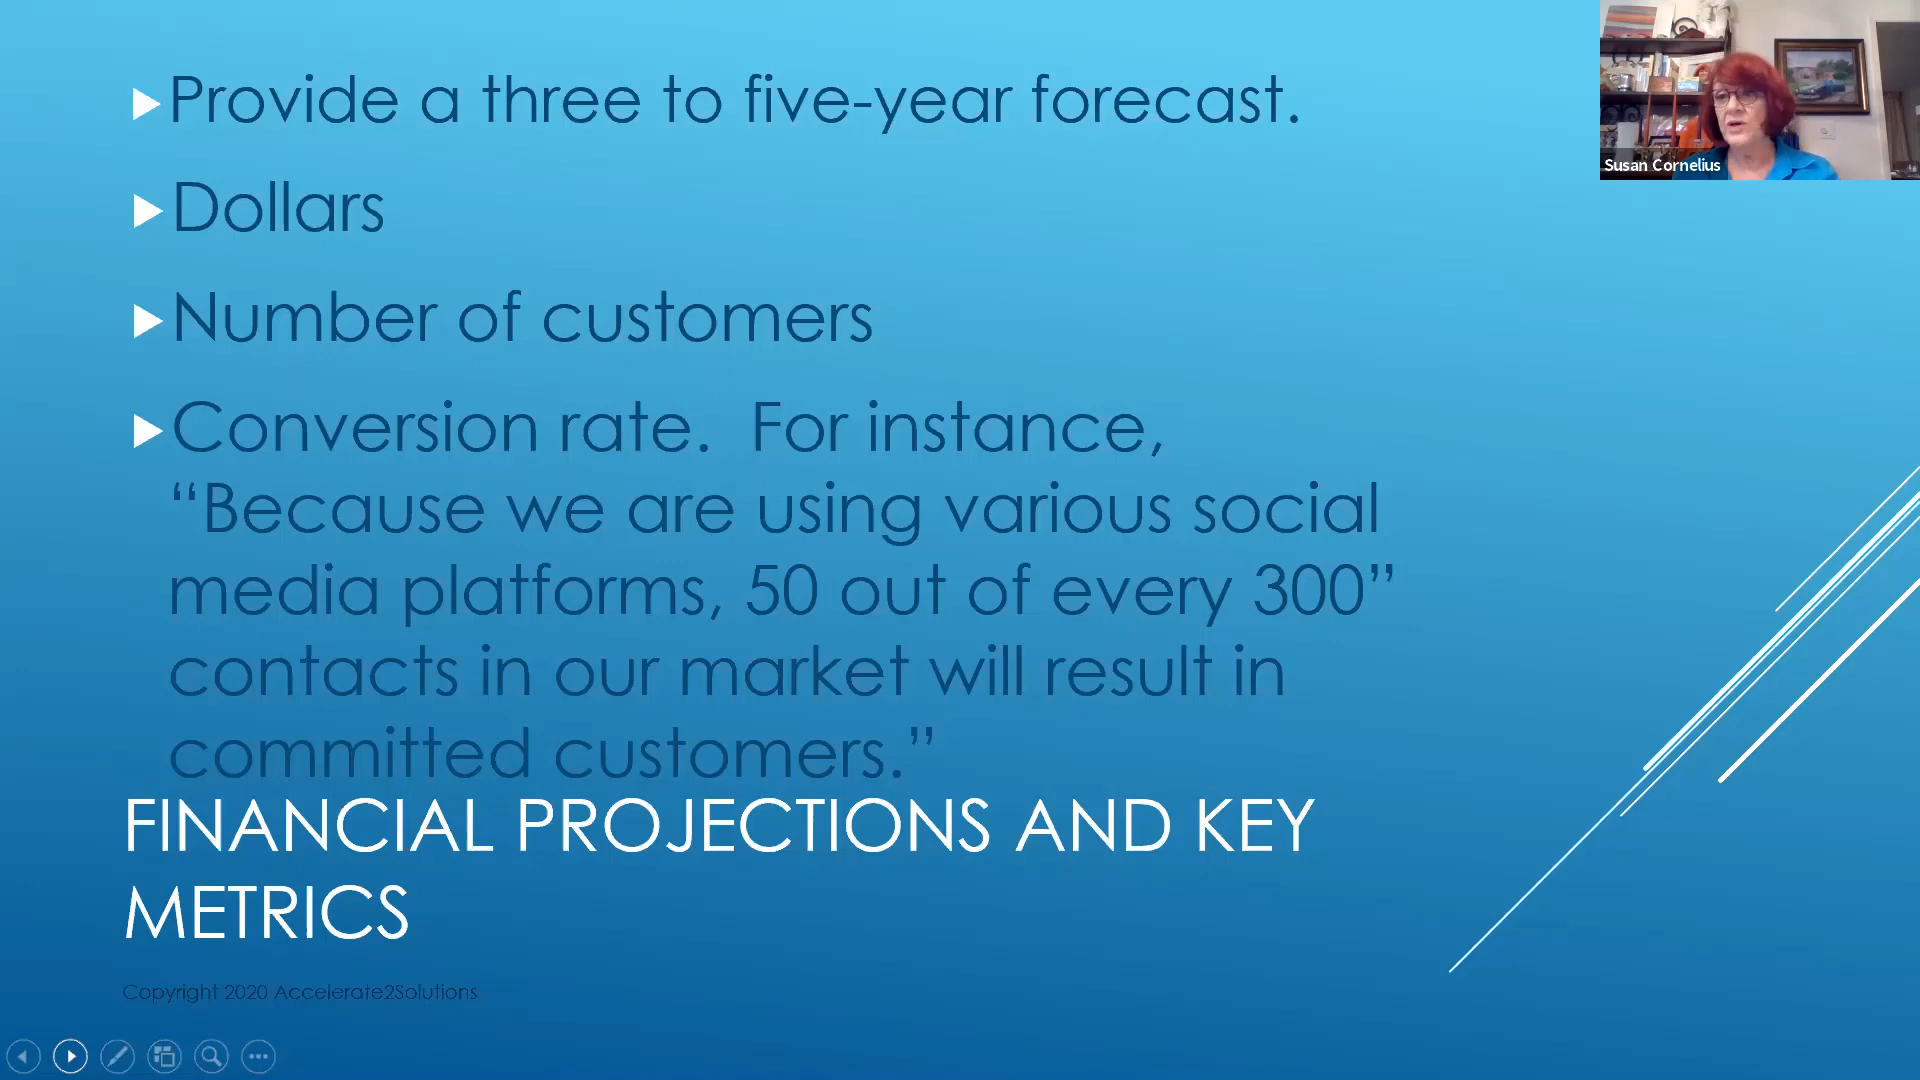 Provide a three to five-year forecast.
Dollars
Number of customers
Conversion rate.  For instance,
“Because we are using various social
media platforms, 50 out of every 300”
contacts in our market will result in
committed customers.”
FINANCIAL PROJECTIONS AND KEY
METRICS
Copyright 2020 Accelerate2Solutions
Susan Cornelius